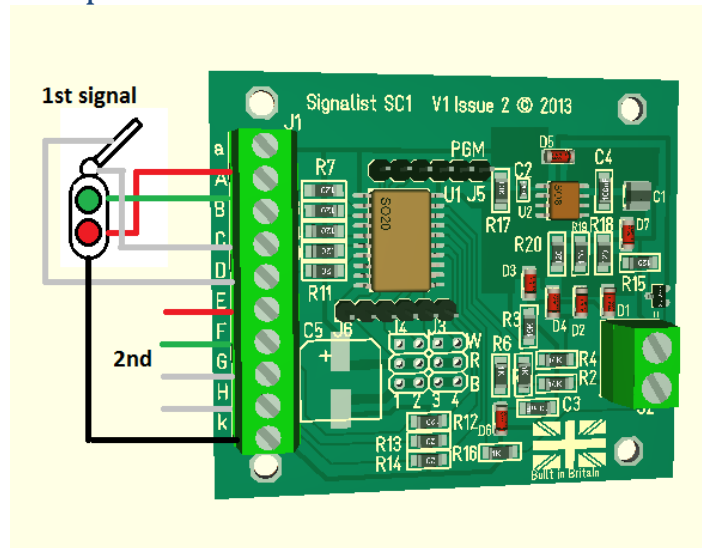 1st signal
2nd
Signalist SC1 V1 Issue 2 © 2013
J1
a
A
B
C
D
E
F
G
H
k
R7
R11
C5
J6
J4
J3
W
R
B
1 2 3 4
PGM
U1 J5
SO20
D5
C2
R17
U2
C4
C1
D7
R20
R19
R18
R15
D3
D4
D2
D1
R3
R6
R4
R2
C3
D6
R12
R13
R14
R16
J2
Built in Britain